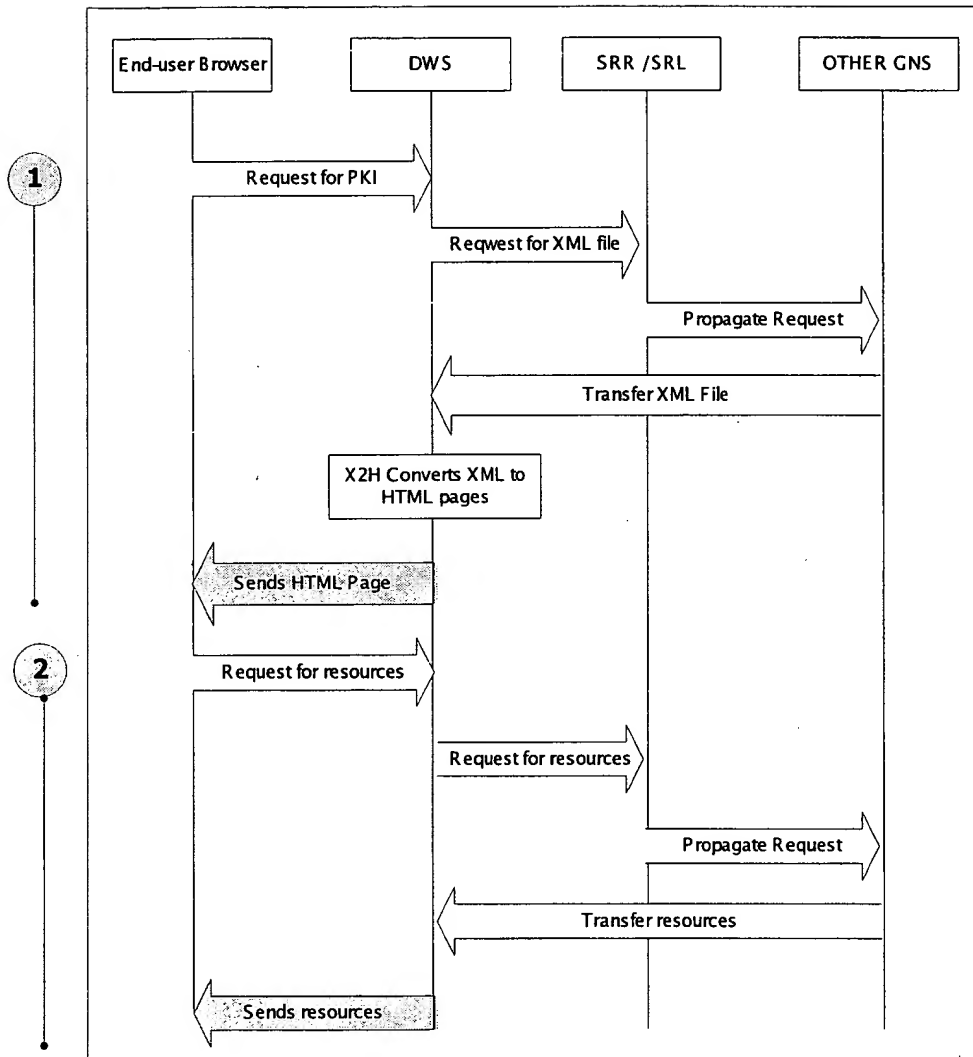 End-user Browser
DWS
SRR /SRL
OTHER GNS
1
Request for PKI
Reqwest for XML file
Propagate Request
Transfer XML File
X2H Converts XML to
HTML pages
Sends HTML Page
2
Request for resources
Request for resources
Propagate Request
Transfer resources
Sends resources